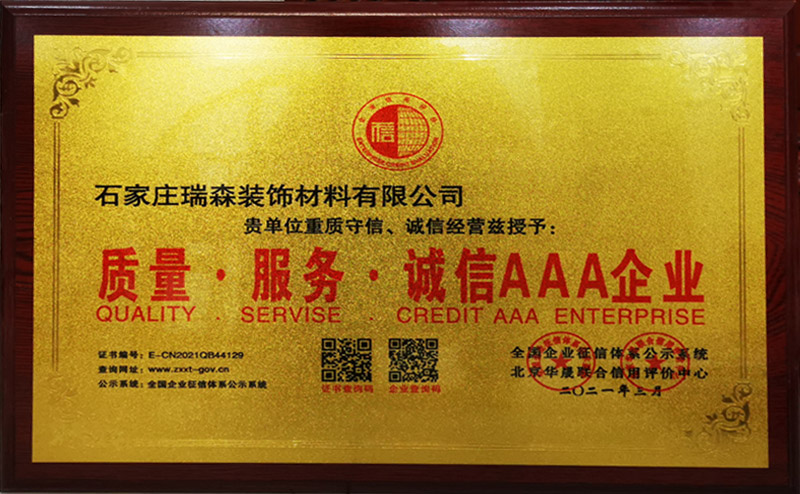 信
石家庄瑞森装饰材料有限公司
贵单位重质守信、诚信经营兹授予：
质量·服务·诚信AAA企业
QUALITY . SERVISE . CREDIT AAA ENTERPRISE
证书编号：E-CN2021QB44129
查询网址：www.zxxt-gov.cn
公示系统：全国企业征信体系公示系统
证书查询码
企业查询码
全国企业征信体系公示系统
北京华晟联合信用评价中心
二〇二一年三月